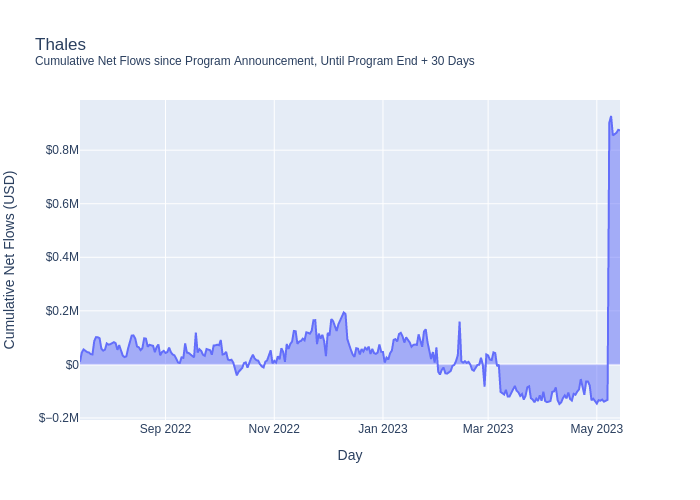 Thales
Cumulative Net Flows since Program Announcement, Until Program End + 30 Days
Cumulative Net Flows (USD)
$0.8M
$0.6M
$0.4M
$0.2M
$0
$−0.2M
Sep 2022
Nov 2022
Jan 2023
Mar 2023
May 2023
Day